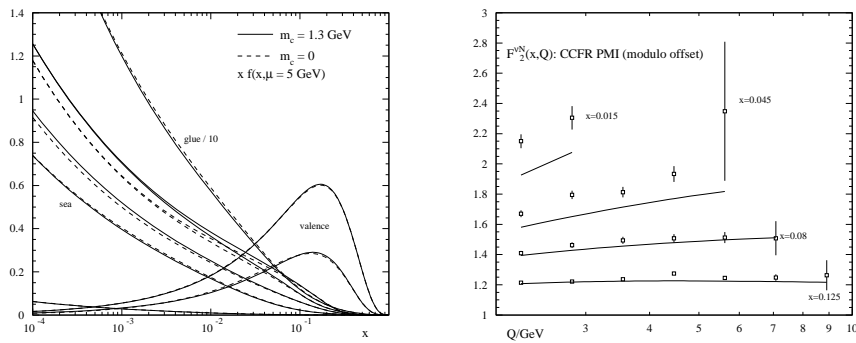 1.4
1.2
1
0.8
0.6
0.4
0.2
0
10^-4
10^-3
10^-2
10^-1
x
m_c = 1.3 GeV
m_c = 0
x f(x,μ = 5 GeV)
glue / 10
sea
valence
3
2.8
2.6
2.4
2.2
2
1.8
1.6
1.4
1.2
1
F_2^νN(x,Q): CCFR PMI (modulo offset)
x=0.015
x=0.045
x=0.08
x=0.125
Q/GeV
3
4
5
6
7
8
9
10